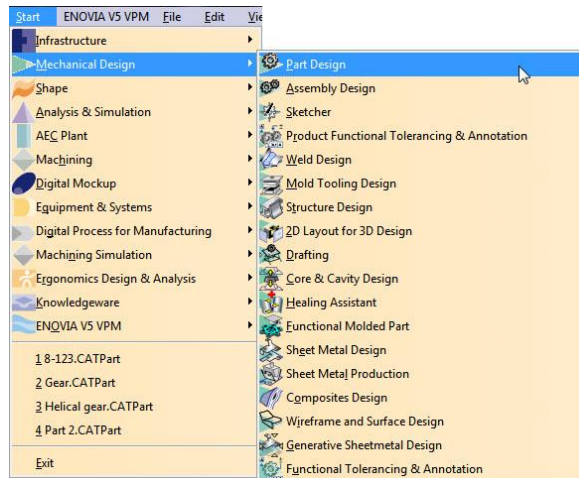 Start ENOVIA V5 VPM File Edit
Infrastructure
Mechanical Design
Shape
Analysis & Simulation
AEC Plant
Machining
Digital Mockup
Equipment & Systems
Digital Process for Manufacturing
Machining Simulation
Ergonomics Design & Analysis
Knowledgeware
ENOVIA V5 VPM
1 8-123.CATPart
2 Gear.CATPart
3 Helical gear.CATPart
4 Part 2.CATPart
Exit
Part Design
Assembly Design
Sketcher
Product Functional Tolerancing & Annotation
Weld Design
Mold Tooling Design
Structure Design
2D Layout for 3D Design
Drafting
Core & Cavity Design
Healing Assistant
Functional Molded Part
Sheet Metal Design
Sheet Metal Production
Composites Design
Wireframe and Surface Design
Generative Sheetmetal Design
Functional Tolerancing & Annotation